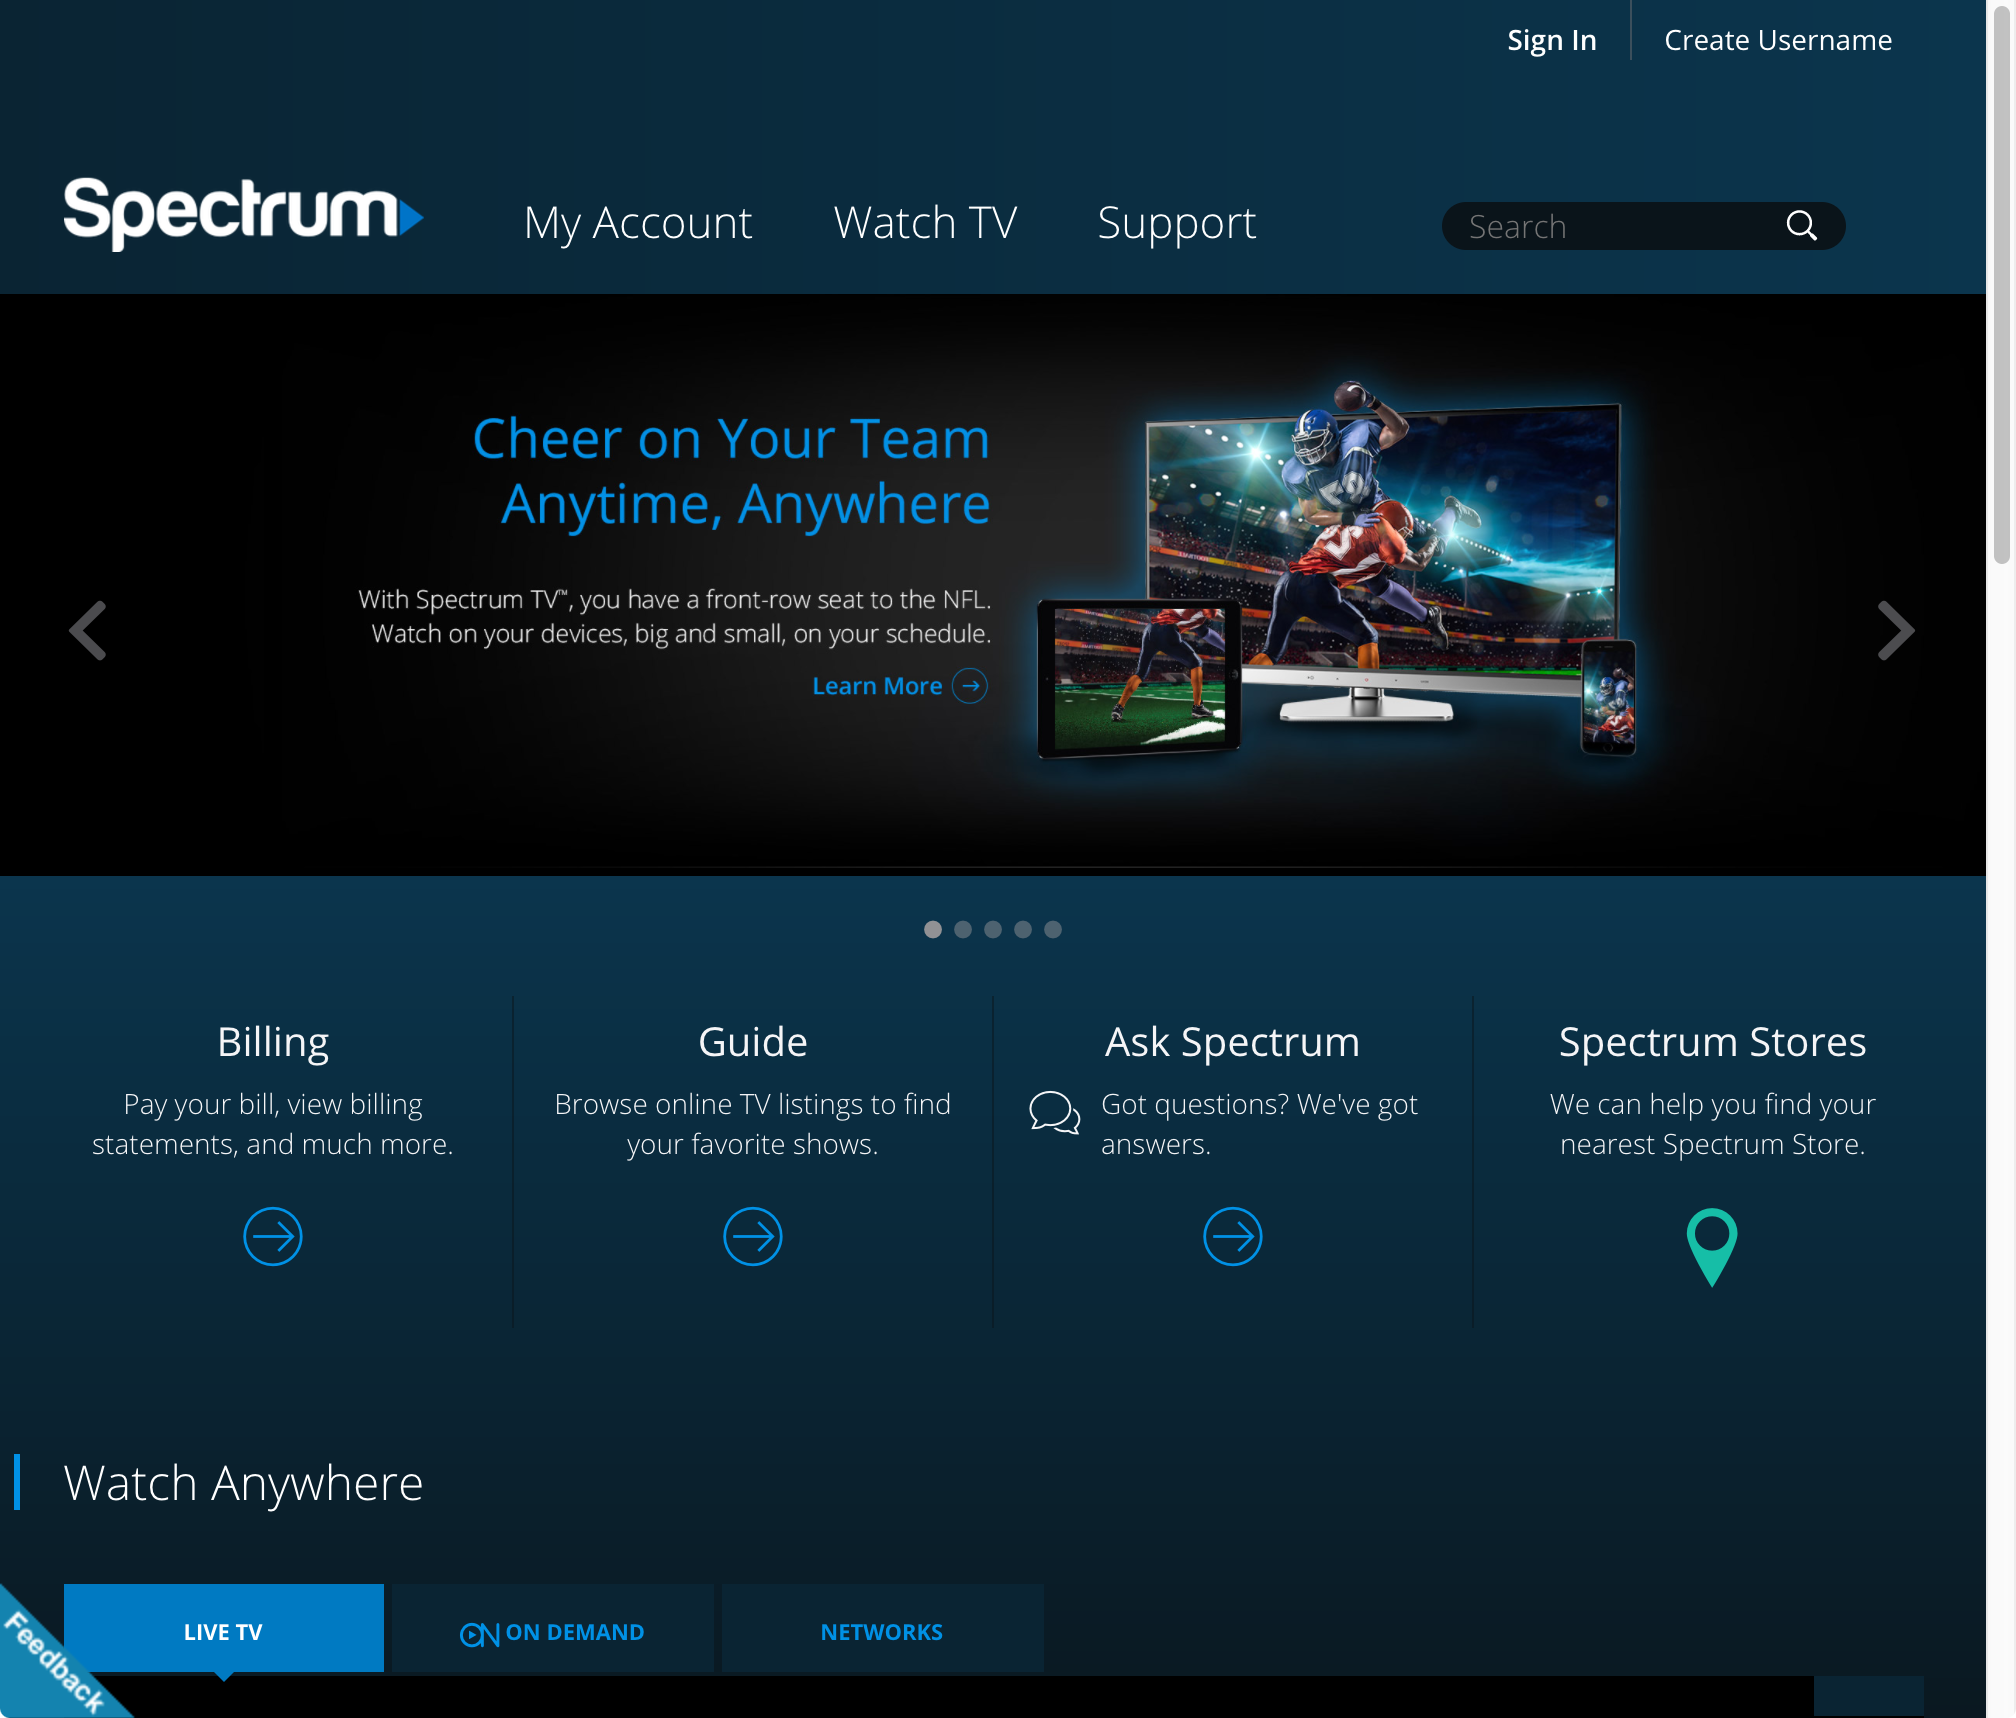 Sign In
Create Username
Spectrum
My Account
Watch TV
Support
Search
Cheer on Your Team
Anytime, Anywhere
With Spectrum TV™, you have a front-row seat to the NFL.
Watch on your devices, big and small, on your schedule.
Learn More
Billing
Pay your bill, view billing
statements, and much more.
Guide
Browse online TV listings to find
your favorite shows.
Ask Spectrum
Got questions? We've got
answers.
Spectrum Stores
We can help you find your
nearest Spectrum Store.
Watch Anywhere
LIVE TV
ON ON DEMAND
NETWORKS
Feedback